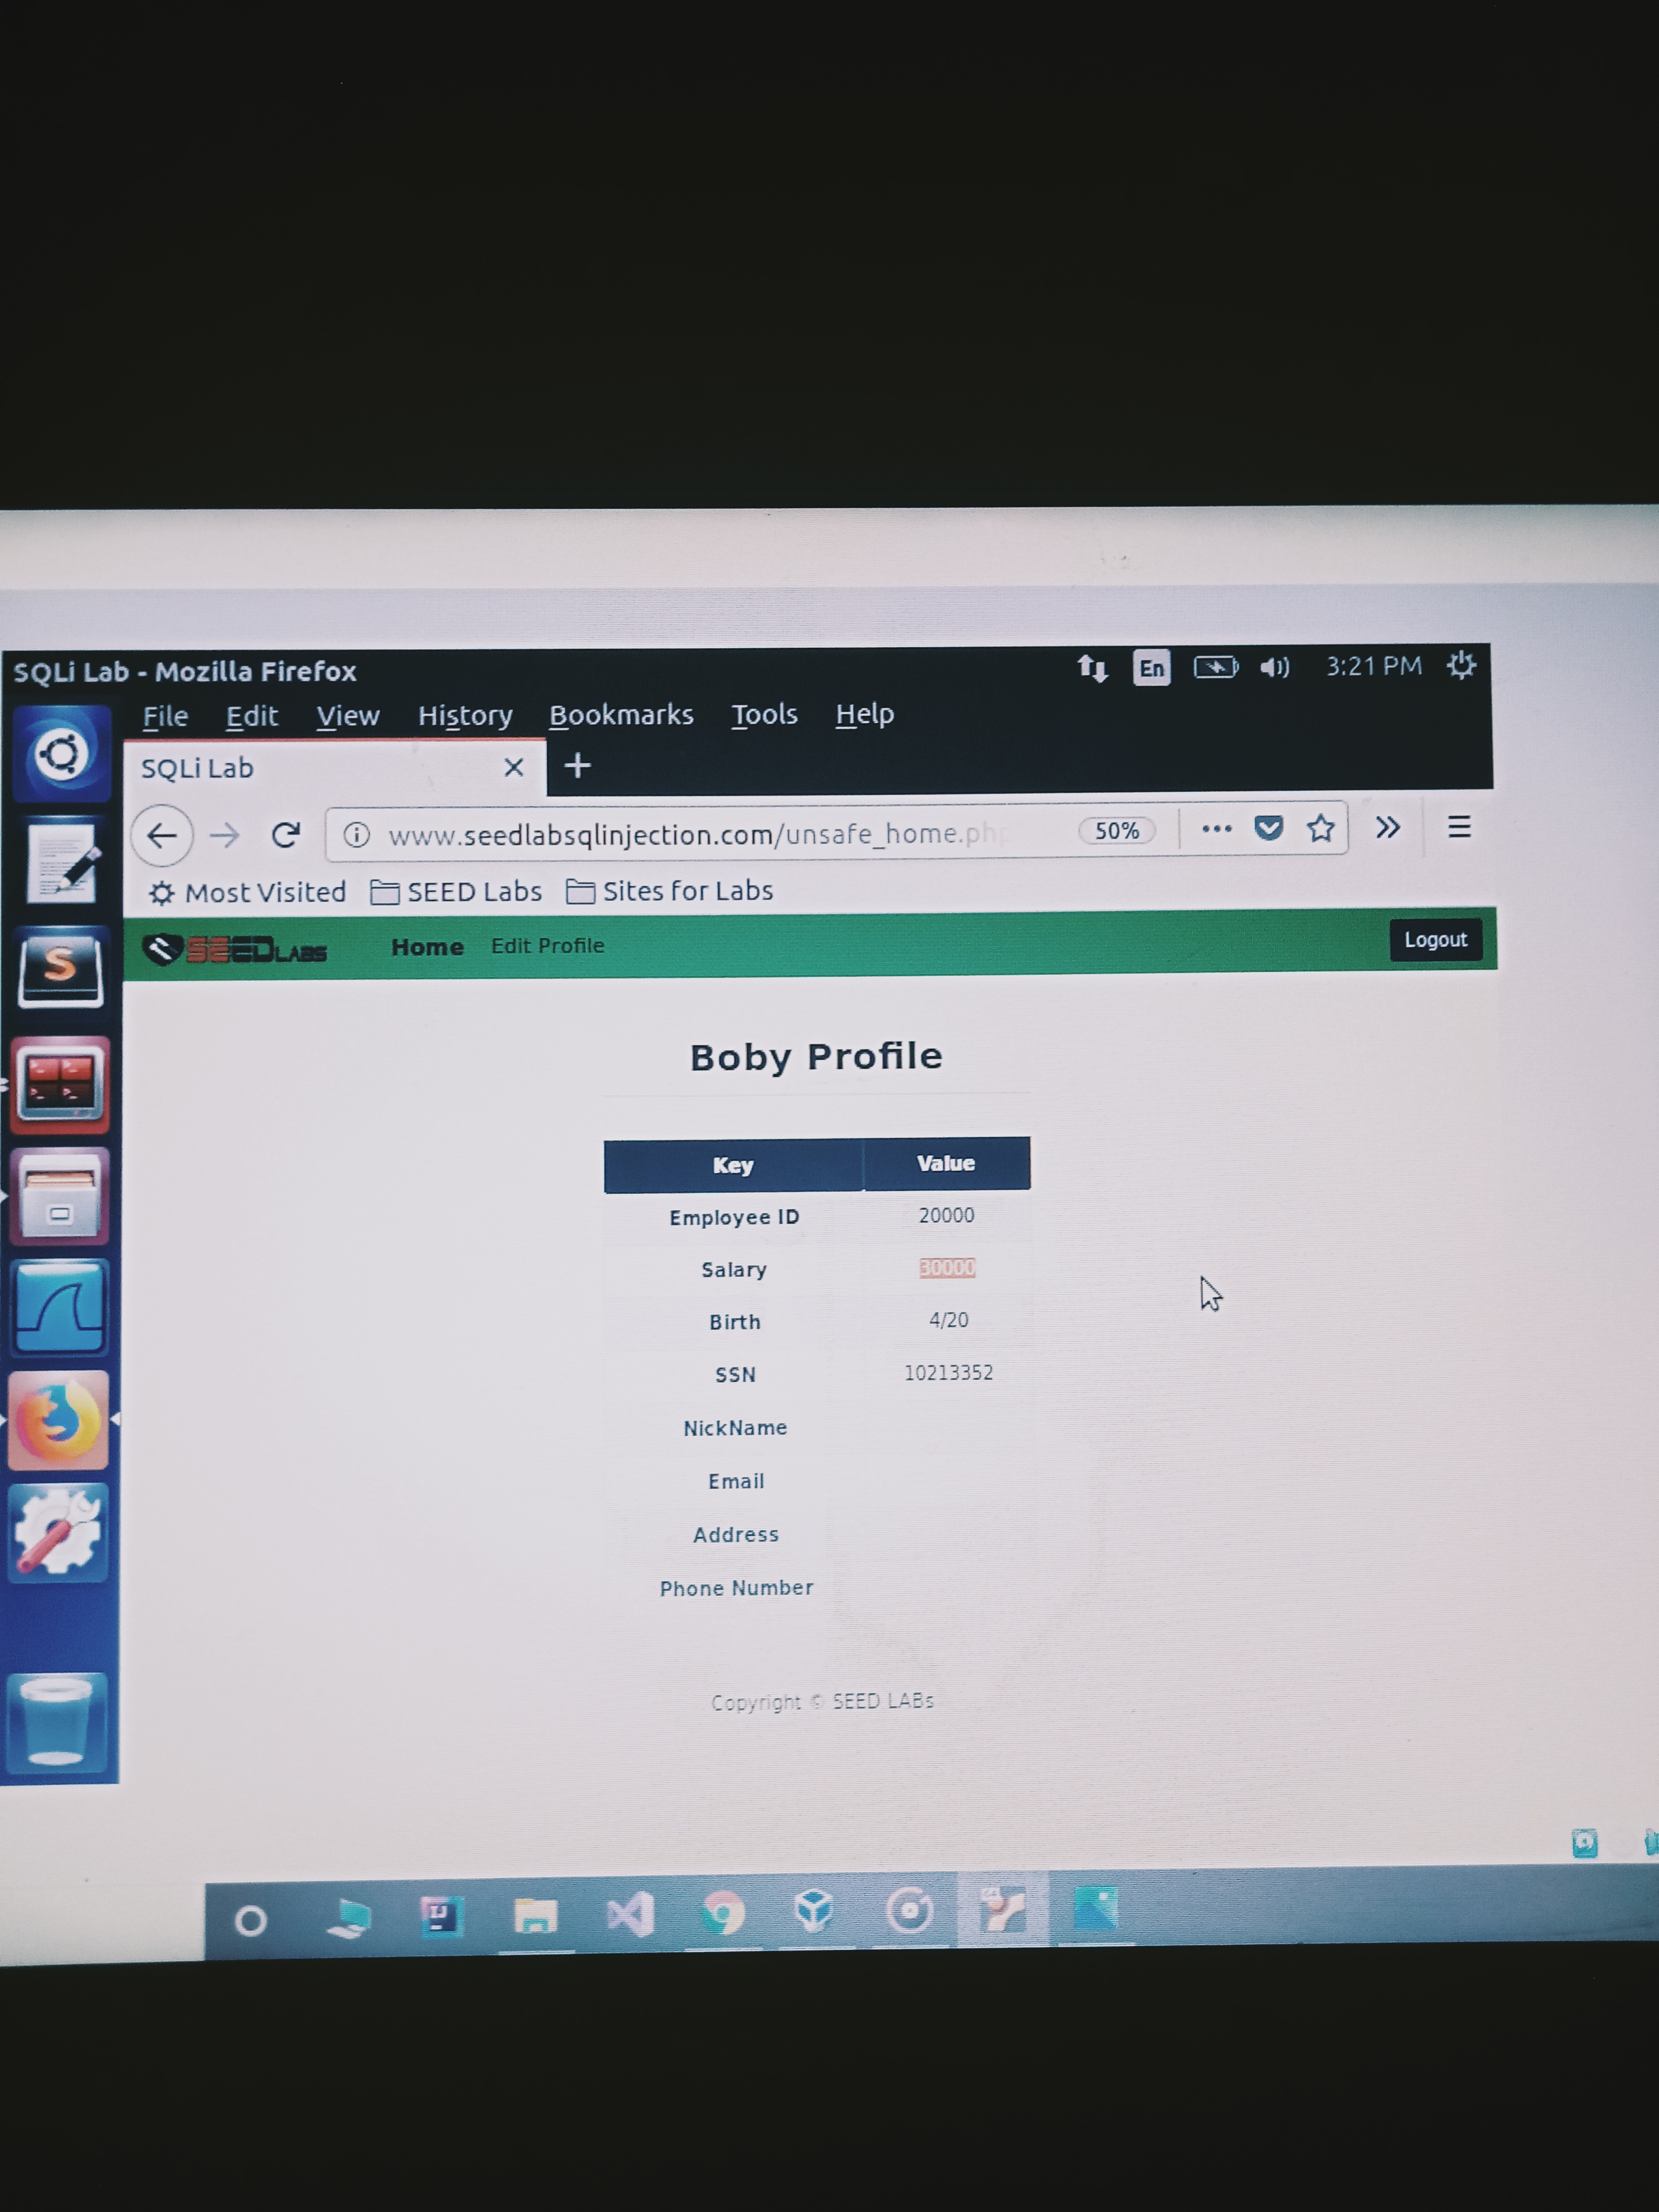 SQLi Lab - Mozilla Firefox
En
3:21 PM
File Edit View History Bookmarks Tools Help
SQLi Lab
www.seedlabsqlinjection.com/unsafe_home.php
50%
Most Visited SEED Labs Sites for Labs
SEEDLABS Home Edit Profile Logout
Boby Profile
Key Value
Employee ID 20000
Salary 30000
Birth 4/20
SSN 10213352
NickName
Email
Address
Phone Number
Copyright © SEED LABs